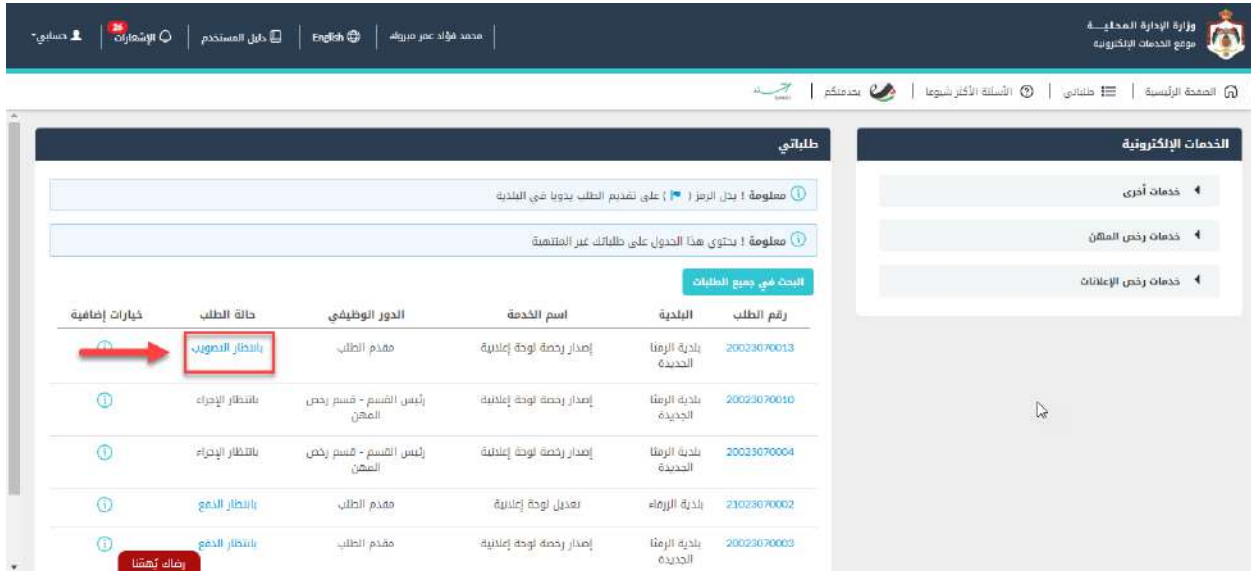 وزارة الإدارة المحليـــة
موقع الخدمات الإلكترونية
محمد فؤاد عمر مبروك
English
دليل المستخدم
الإشعارات 26
حسابي
الصفحة الرئيسية
طلباتي
الأسئلة الأكثر شيوعا
بخدمتكم
الخدمات الإلكترونية
خدمات أخرى
خدمات رخص المهن
خدمات رخص الإعلانات
طلباتي
معلومة ! يدل الرمز ( ) على تقديم الطلب يدويا في البلدية
معلومة ! يحتوي هذا الجدول على طلباتك غير المنتهية
البحث في جميع الطلبات
رقم الطلب البلدية اسم الخدمة الدور الوظيفي حالة الطلب خيارات إضافية
20023070013 بلدية الرمثا إصدار رخصة لوحة إعلانية مقدم الطلب بانتظار التصويب
الجديدة
20023070010 بلدية الرمثا إصدار رخصة لوحة إعلانية رئيس القسم - قسم رخص بانتظار الإجراء
الجديدة المهن
20023070004 بلدية الرمثا إصدار رخصة لوحة إعلانية رئيس القسم - قسم رخص بانتظار الإجراء
الجديدة المهن
21023070002 بلدية الزرقاء تعديل لوحة إعلانية مقدم الطلب بانتظار الدفع
20023070003 بلدية الرمثا إصدار رخصة لوحة إعلانية مقدم الطلب بانتظار الدفع
الجديدة
رضاك يُهمّنا